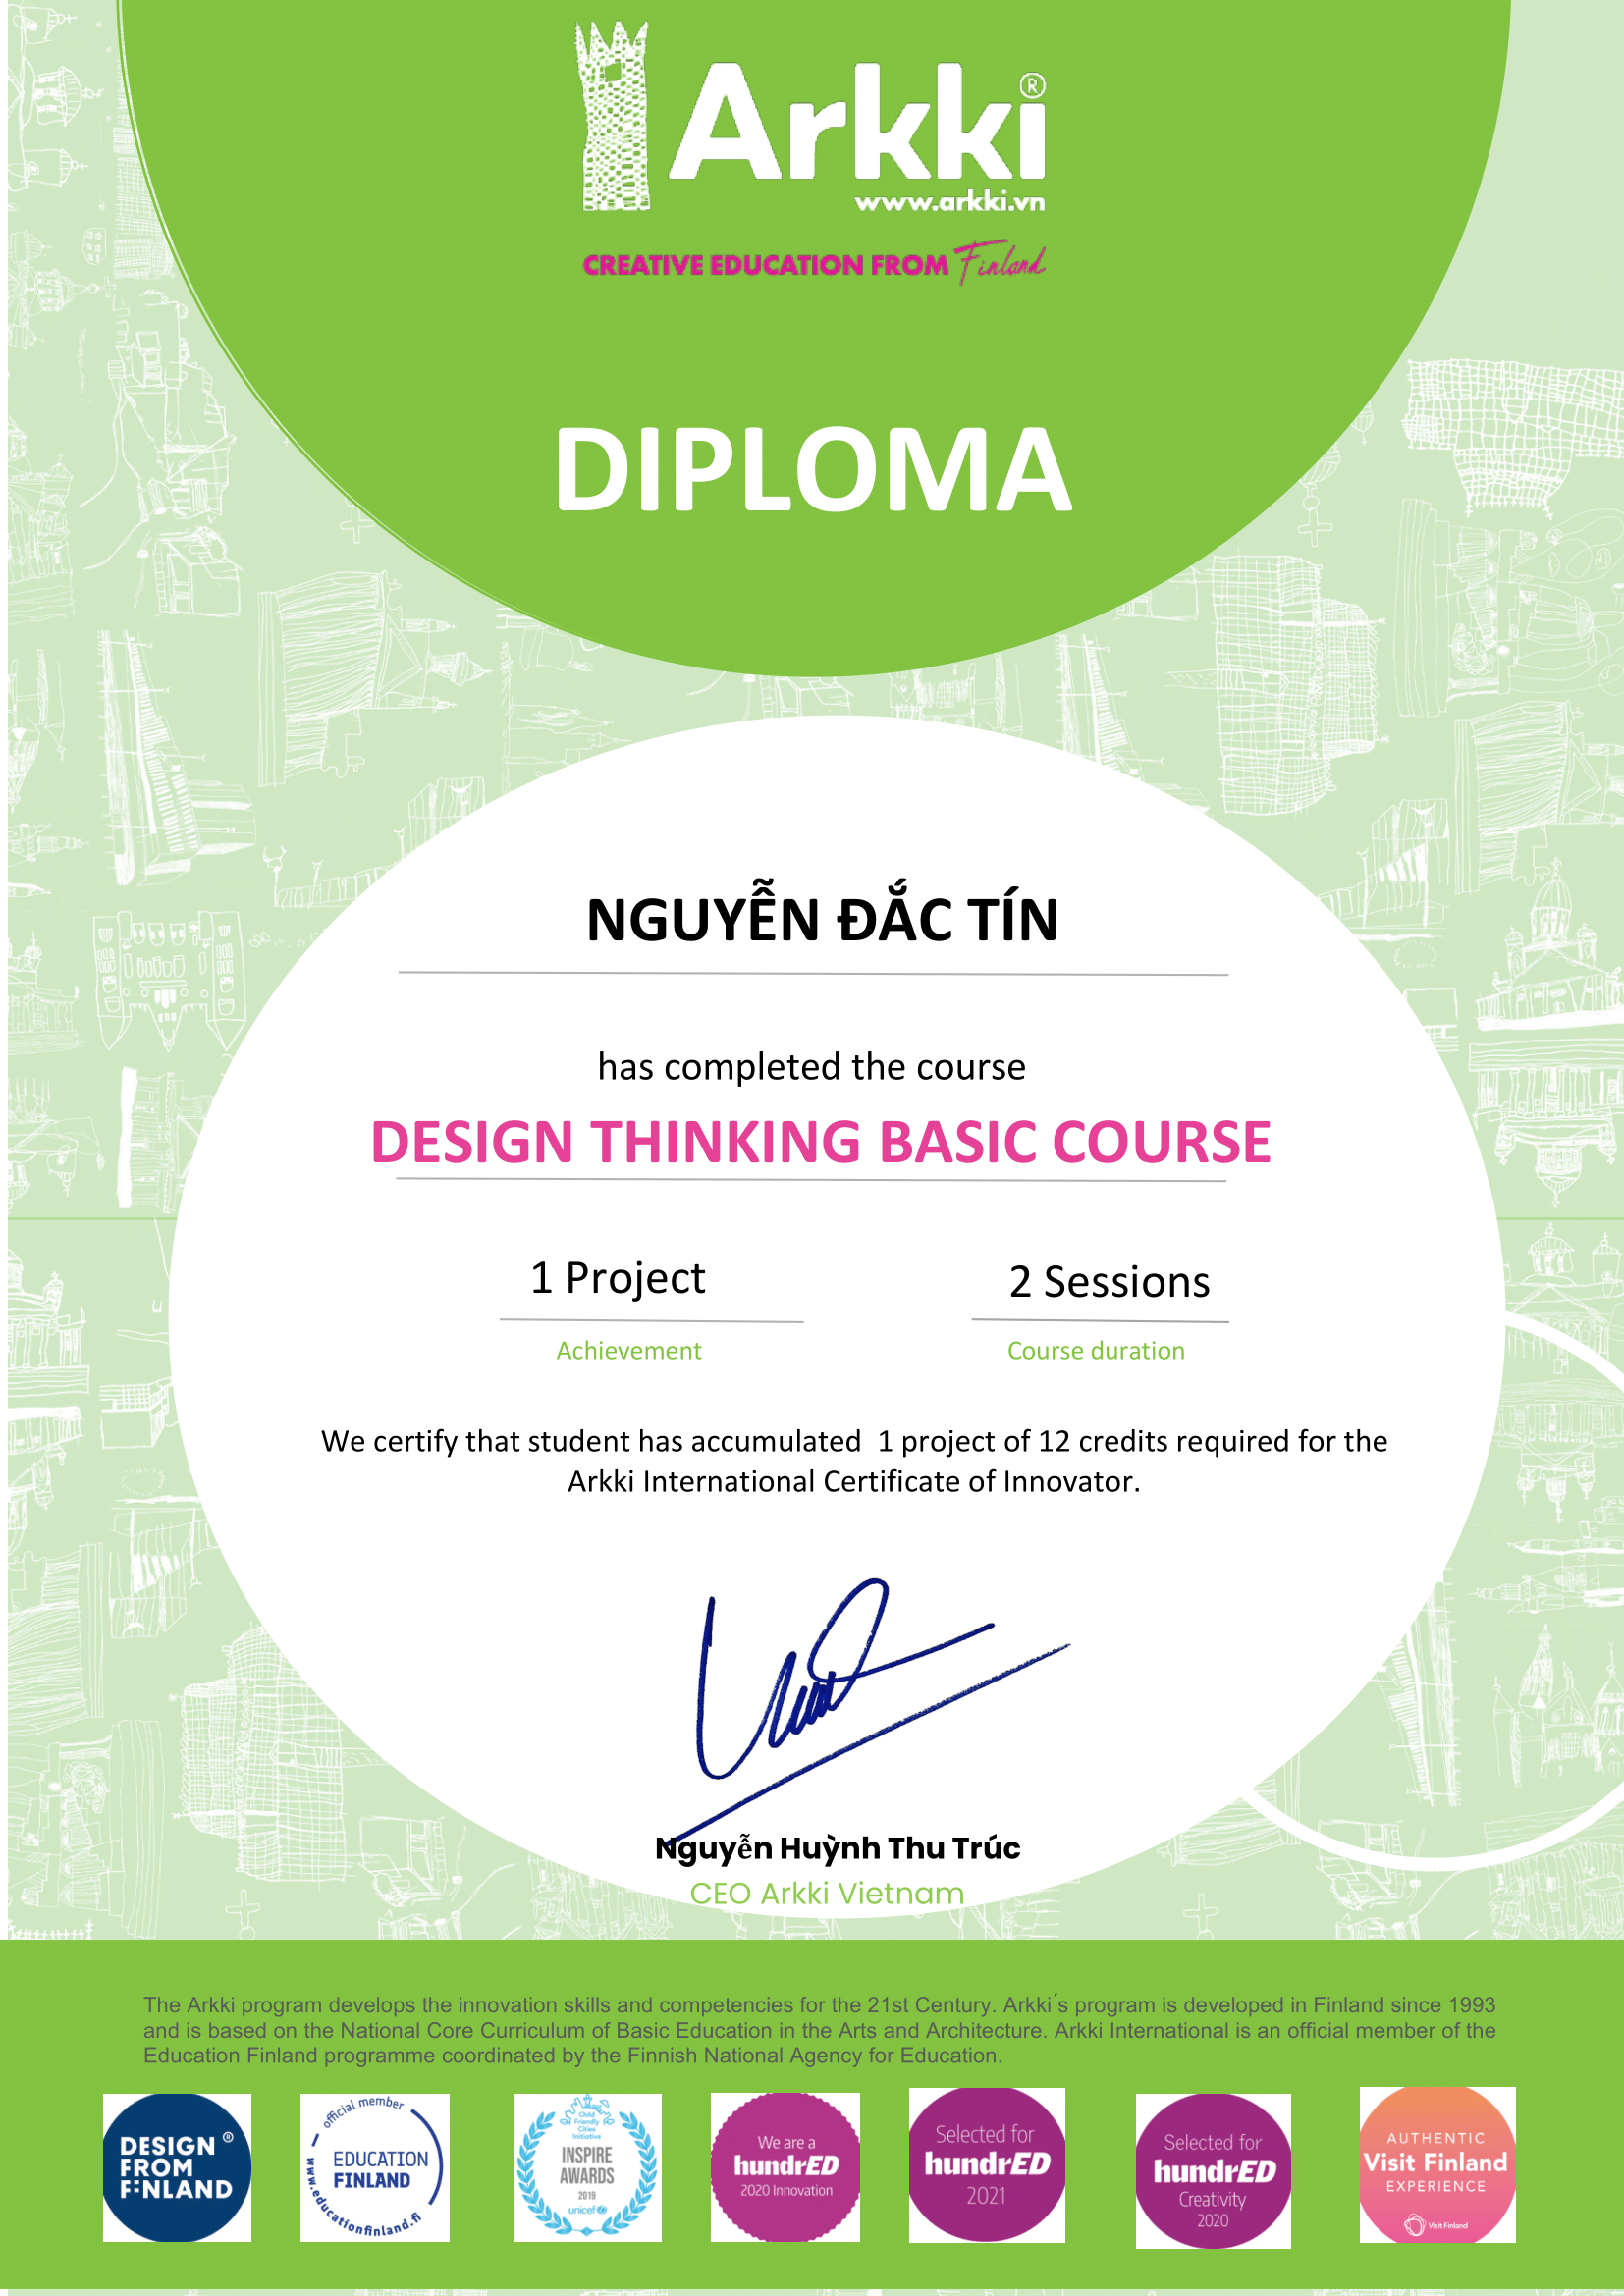 Arkki®
www.arkki.vn
CREATIVE EDUCATION FROM Finland
DIPLOMA
NGUYỄN ĐẮC TÍN
has completed the course
DESIGN THINKING BASIC COURSE
1 Project
2 Sessions
Achievement
Course duration
We certify that student has accumulated 1 project of 12 credits required for the
Arkki International Certificate of Innovator.
Nguyễn Huỳnh Thu Trúc
CEO Arkki Vietnam
The Arkki program develops the innovation skills and competencies for the 21st Century. Arkki´s program is developed in Finland since 1993
and is based on the National Core Curriculum of Basic Education in the Arts and Architecture. Arkki International is an official member of the
Education Finland programme coordinated by the Finnish National Agency for Education.
DESIGN ®
FROM
FINLAND
official member
EDUCATION
FINLAND
www.educationfinland.fi
Child
Friendly
Cities
Initiative
INSPIRE
AWARDS
2019
unicef
We are a
hundrED
2020 Innovation
Selected for
hundrED
2021
Selected for
hundrED
Creativity
2020
AUTHENTIC
Visit Finland
EXPERIENCE
Visit Finland